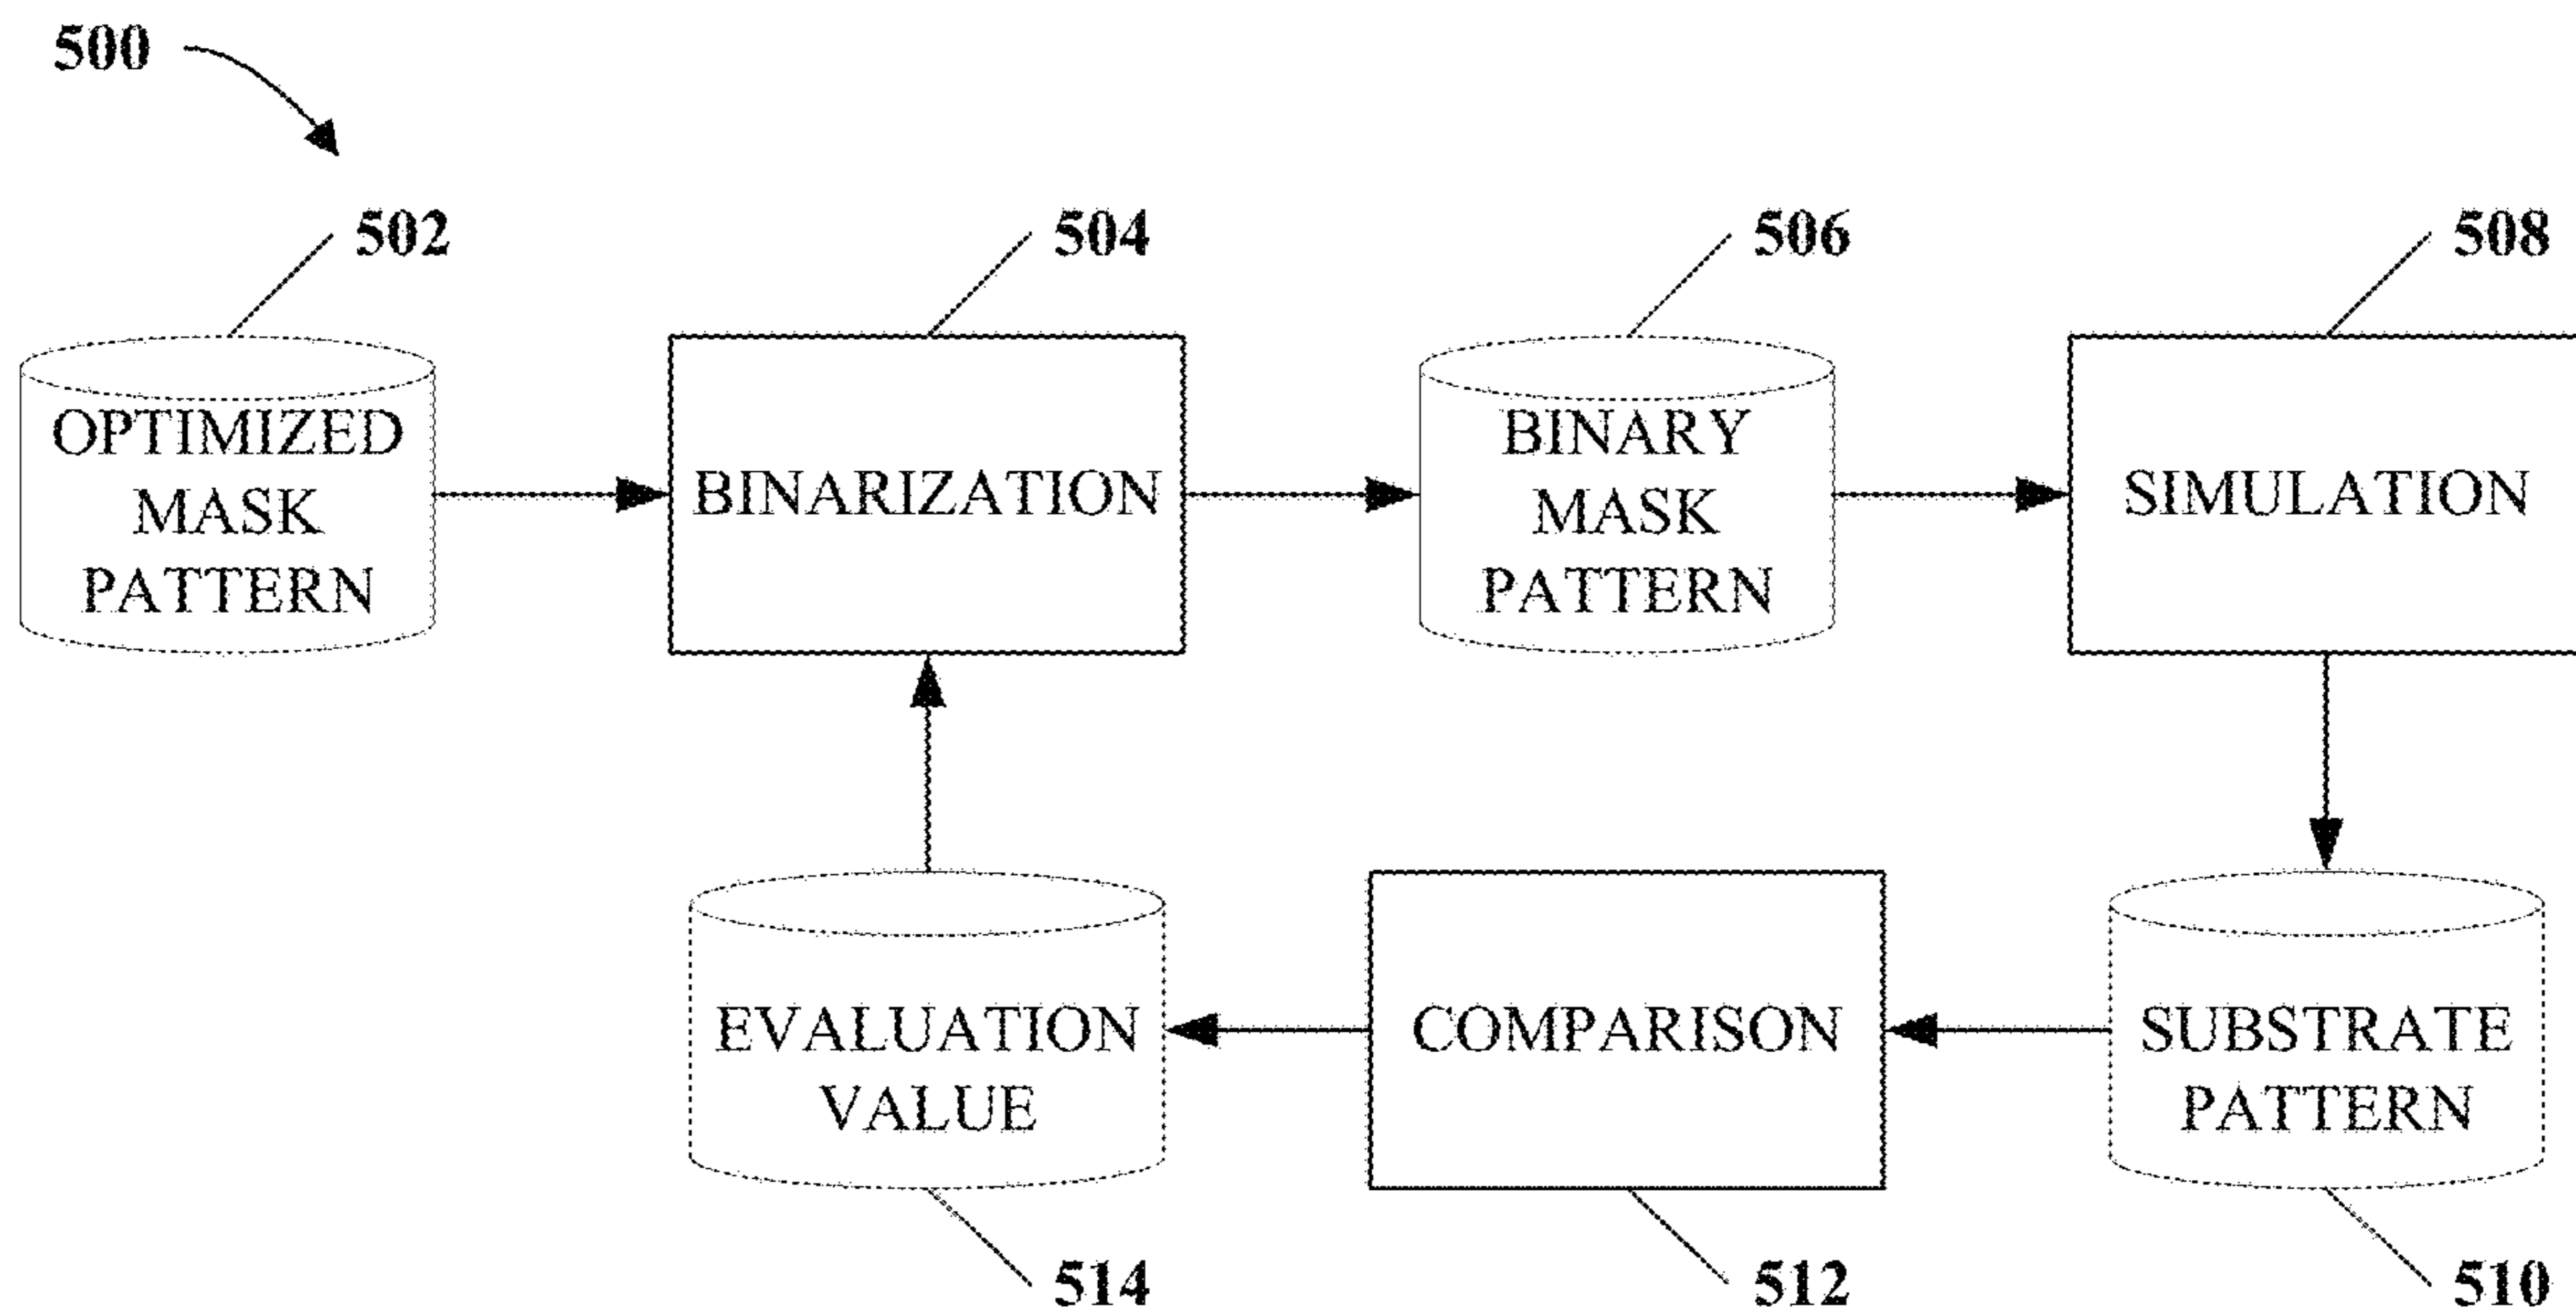 500
502
504
506
508
OPTIMIZED
MASK
PATTERN
BINARIZATION
BINARY
MASK
PATTERN
SIMULATION
EVALUATION
VALUE
COMPARISON
SUBSTRATE
PATTERN
514
512
510